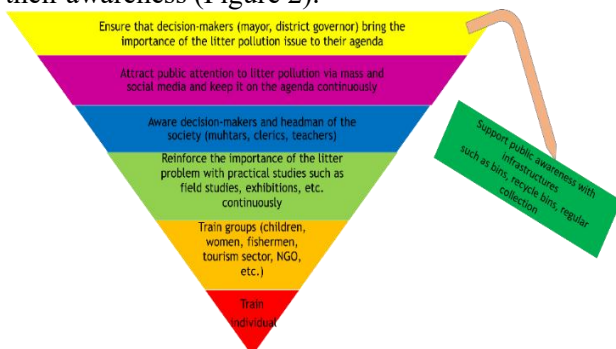 their awareness (Figure 2).
Ensure that decision-makers (mayor, district governor) bring the
importance of the litter pollution issue to their agenda
Attract public attention to litter pollution via mass and
social media and keep it on the agenda continuously
Aware decision-makers and headman of the
society (muhtars, clerics, teachers)
Reinforce the importance of the litter
problem with practical studies such as
field studies, exhibitions, etc.
continuously
Train groups (children,
women, fishermen,
tourism sector, NGO,
etc.)
Train
individual
Support public awareness with
infrastructures
such as bins, recycle bins, regular
collection